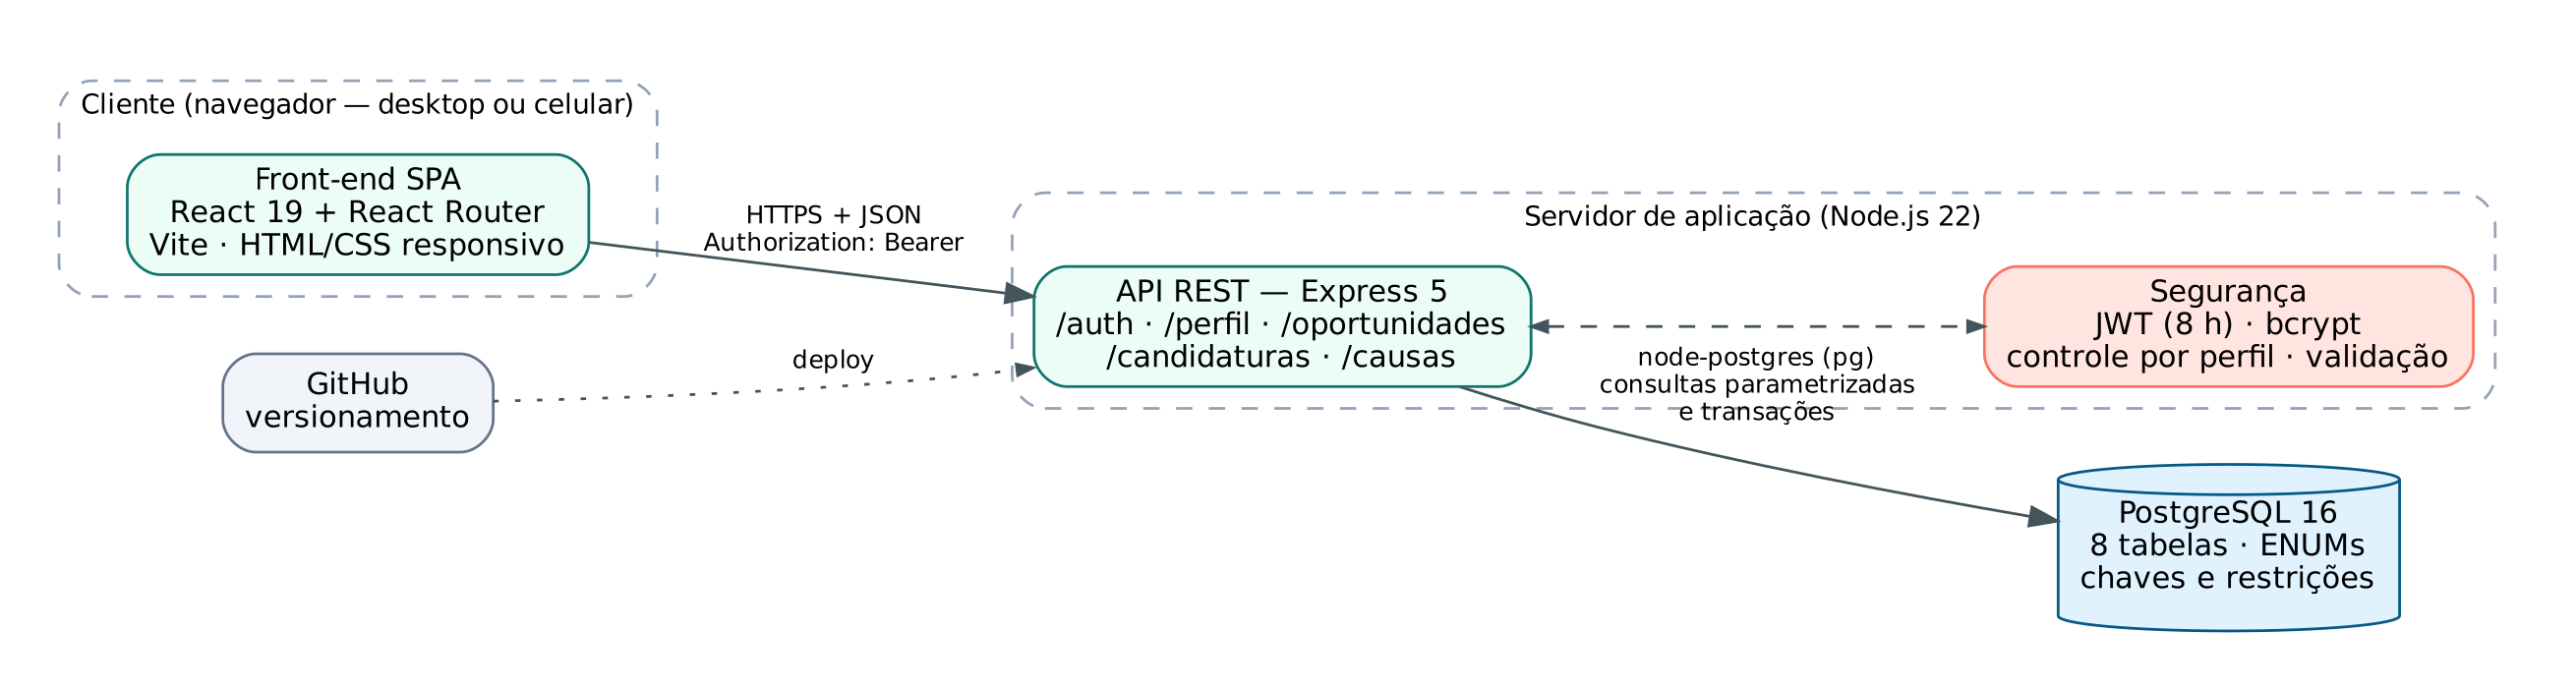 Cliente (navegador — desktop ou celular)
Front-end SPA
React 19 + React Router
Vite · HTML/CSS responsivo
HTTPS + JSON
Authorization: Bearer
GitHub
versionamento
deploy
Servidor de aplicação (Node.js 22)
API REST — Express 5
/auth · /perfil · /oportunidades
/candidaturas · /causas
node-postgres (pg)
consultas parametrizadas
e transações
Segurança
JWT (8 h) · bcrypt
controle por perfil · validação
PostgreSQL 16
8 tabelas · ENUMs
chaves e restrições